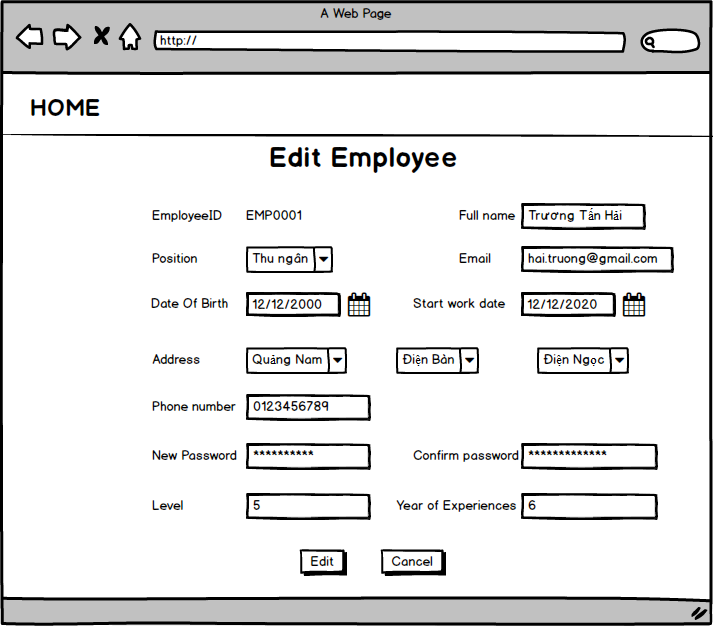 A Web Page
http://
HOME
Edit Employee
EmployeeID EMP0001 Full name Trương Tấn Hải
Position Thu ngân Email hai.truong@gmail.com
Date Of Birth 12/12/2000 Start work date 12/12/2020
Address Quảng Nam Điện Bàn Điện Ngọc
Phone number 0123456789
New Password ********** Confirm password *************
Level 5 Year of Experiences 6
Edit Cancel